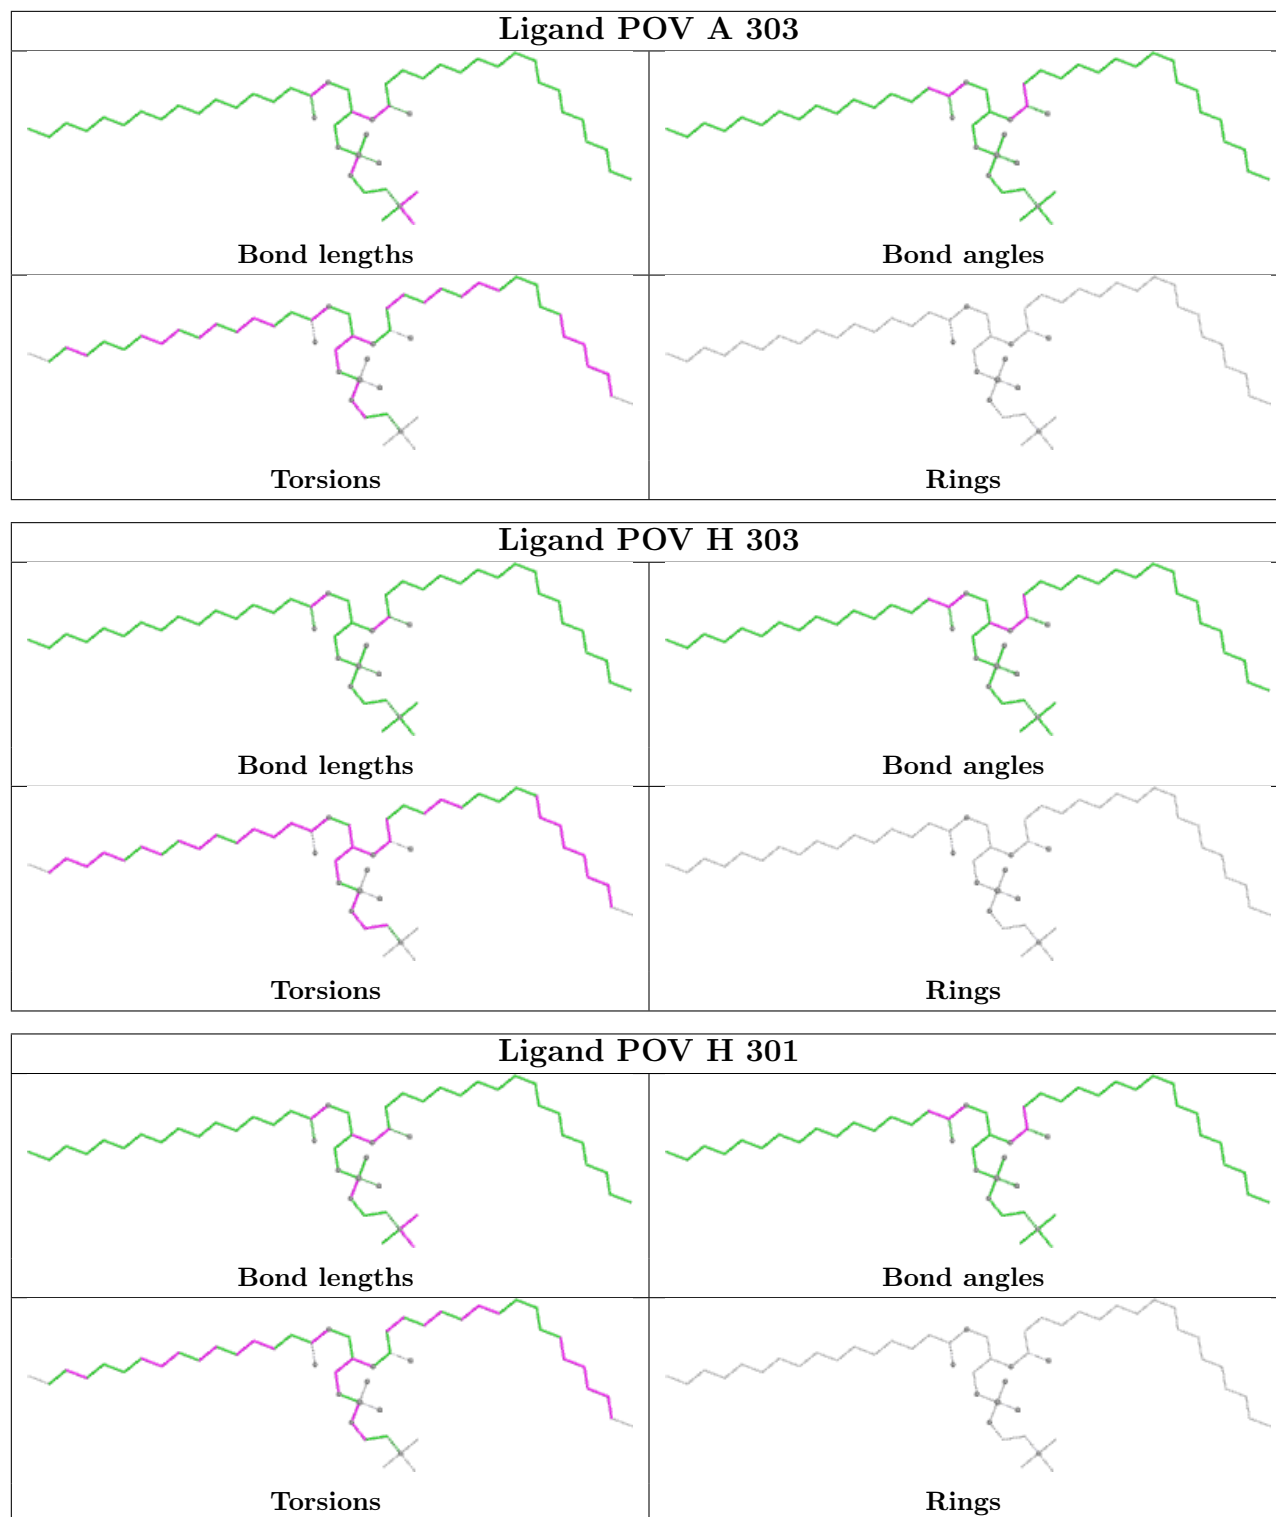 Ligand POV A 303
Bond lengths
Bond angles
Torsions
Rings
Ligand POV H 303
Bond lengths
Bond angles
Torsions
Rings
Ligand POV H 301
Bond lengths
Bond angles
Torsions
Rings